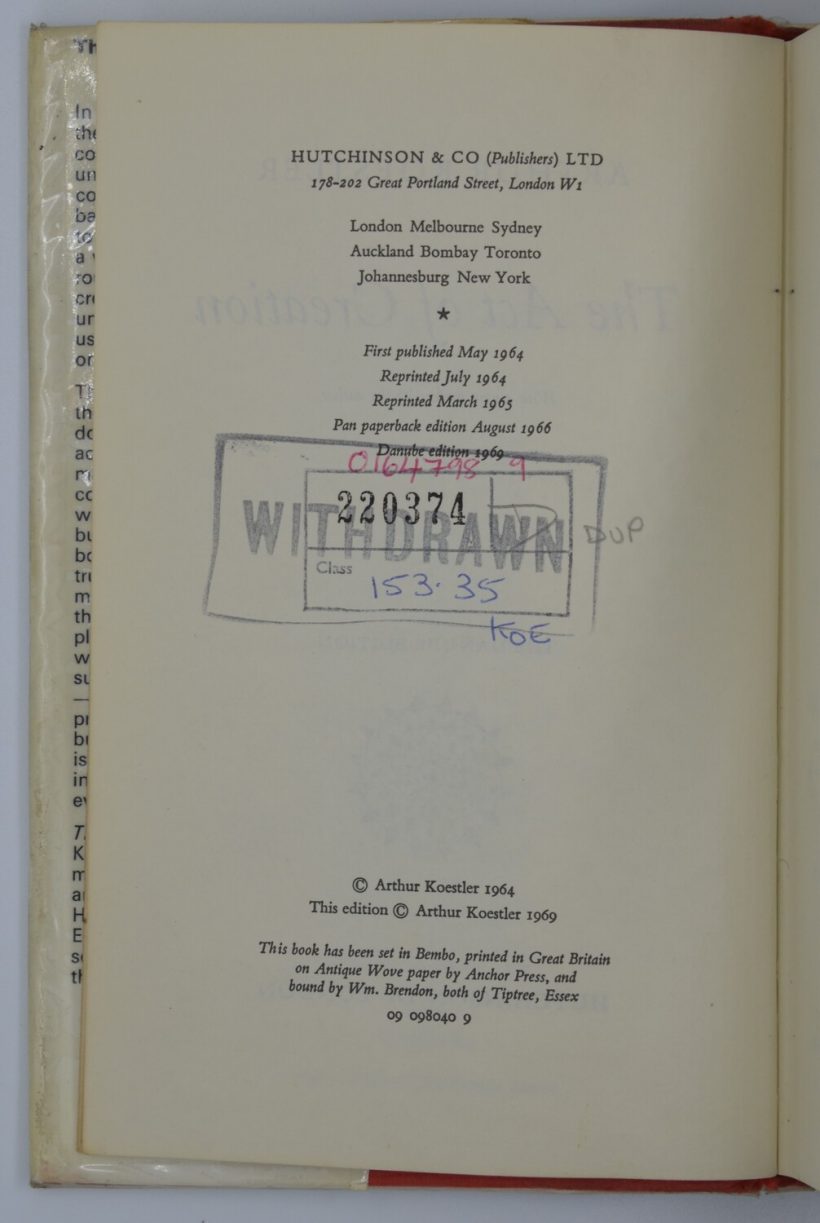 HUTCHINSON & CO (Publishers) LTD
178-202 Great Portland Street, London W1
London Melbourne Sydney
Auckland Bombay Toronto
Johannesburg New York
★
First published May 1964
Reprinted July 1964
Reprinted March 1965
Pan paperback edition August 1966
Danube edition 1969
0164798 9
220374
WITHDRAWN
DUP
Class
153.35
KOE
© Arthur Koestler 1964
This edition © Arthur Koestler 1969
This book has been set in Bembo, printed in Great Britain
on Antique Wove paper by Anchor Press, and
bound by Wm. Brendon, both of Tiptree, Essex
09 098040 9